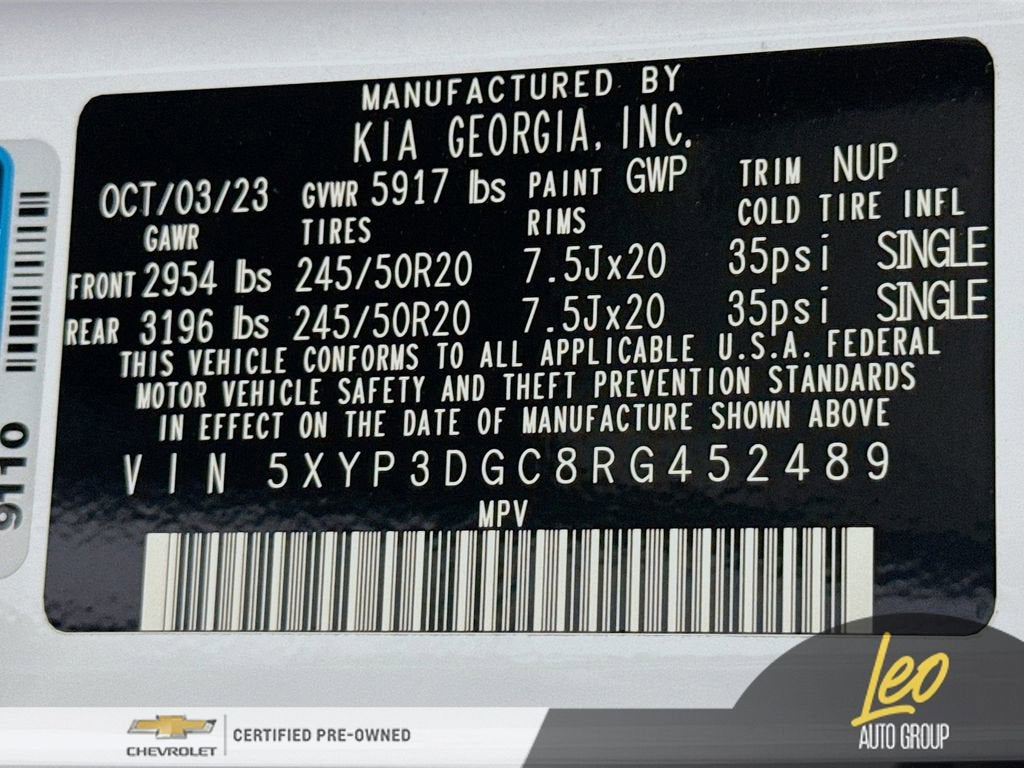 MANUFACTURED BY
KIA GEORGIA, INC.
OCT/03/23 GVWR 5917 lbs PAINT GWP TRIM NUP
GAWR TIRES RIMS COLD TIRE INFL
FRONT 2954 lbs 245/50R20 7.5Jx20 35psi SINGLE
REAR 3196 lbs 245/50R20 7.5Jx20 35psi SINGLE
THIS VEHICLE CONFORMS TO ALL APPLICABLE U.S.A. FEDERAL
MOTOR VEHICLE SAFETY AND THEFT PREVENTION STANDARDS
IN EFFECT ON THE DATE OF MANUFACTURE SHOWN ABOVE
VIN 5XYP3DGC8RG452489
MPV
9110
CHEVROLET
CERTIFIED PRE-OWNED
Leo
AUTO GROUP